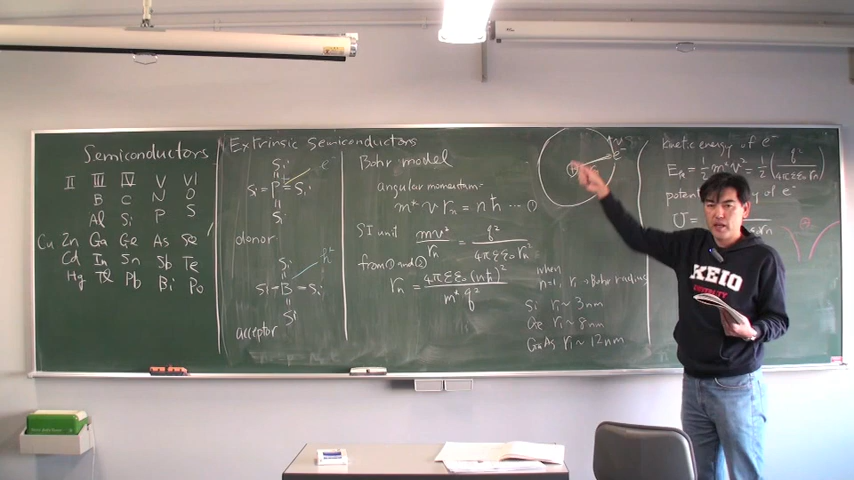 Semiconductors
II III IV V VI
B C N O
Al Si P S
Cu Zn Ga Ge As Se
Cd In Sn Sb Te
Hg Tl Pb Bi Po
Extrinsic Semiconductors
Si
Si = P = Si e⁻
Si
donor
Si h⁺
Si - B = Si
Si
acceptor
Bohr model
angular momentum
m* v rₙ = nℏ … ①
SI unit mv²/rₙ = q²/4πεε₀rₙ²
from ① and ②
rₙ = 4πεε₀(nℏ)²/m*q²
when
n=1, r₁ → Bohr radius
Si r₁ ~ 3nm
Ge r₁ ~ 8nm
GaAs r₁ ~ 12nm
+ e⁻ v
kinetic energy of e⁻
Eₖ = ½ m* v² = ½ (q²/4πεε₀rₙ)
of e⁻
U =
KEIO
UNIVERSITY